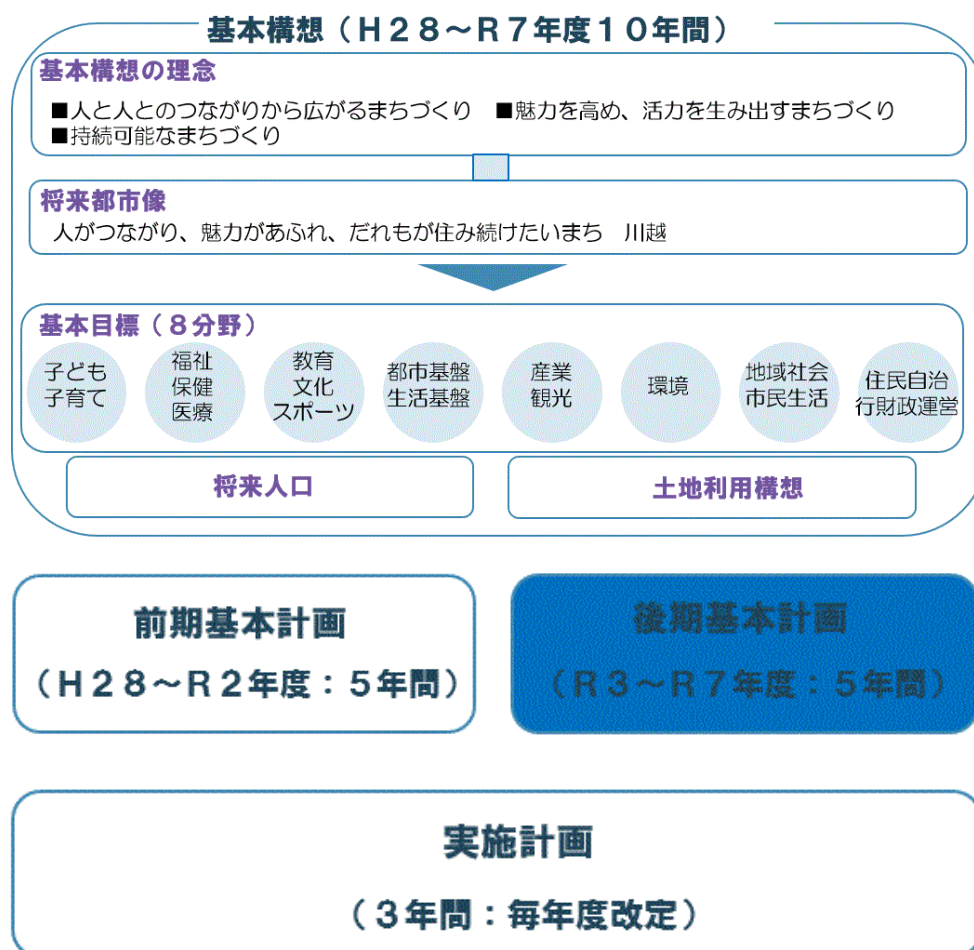 基本構想（Ｈ２８～Ｒ７年度１０年間）
基本構想の理念
■人と人とのつながりから広がるまちづくり　■魅力を高め、活力を生み出すまちづくり
■持続可能なまちづくり
将来都市像
人がつながり、魅力があふれ、だれもが住み続けたいまち　川越
基本目標（８分野）
子ども
子育て
福祉
保健
医療
教育
文化
スポーツ
都市基盤
生活基盤
産業
観光
環境
地域社会
市民生活
住民自治
行財政運営
将来人口
土地利用構想
前期基本計画
（Ｈ２８～Ｒ２年度：５年間）
後期基本計画
（Ｒ３～Ｒ７年度：５年間）
実施計画
（３年間：毎年度改定）